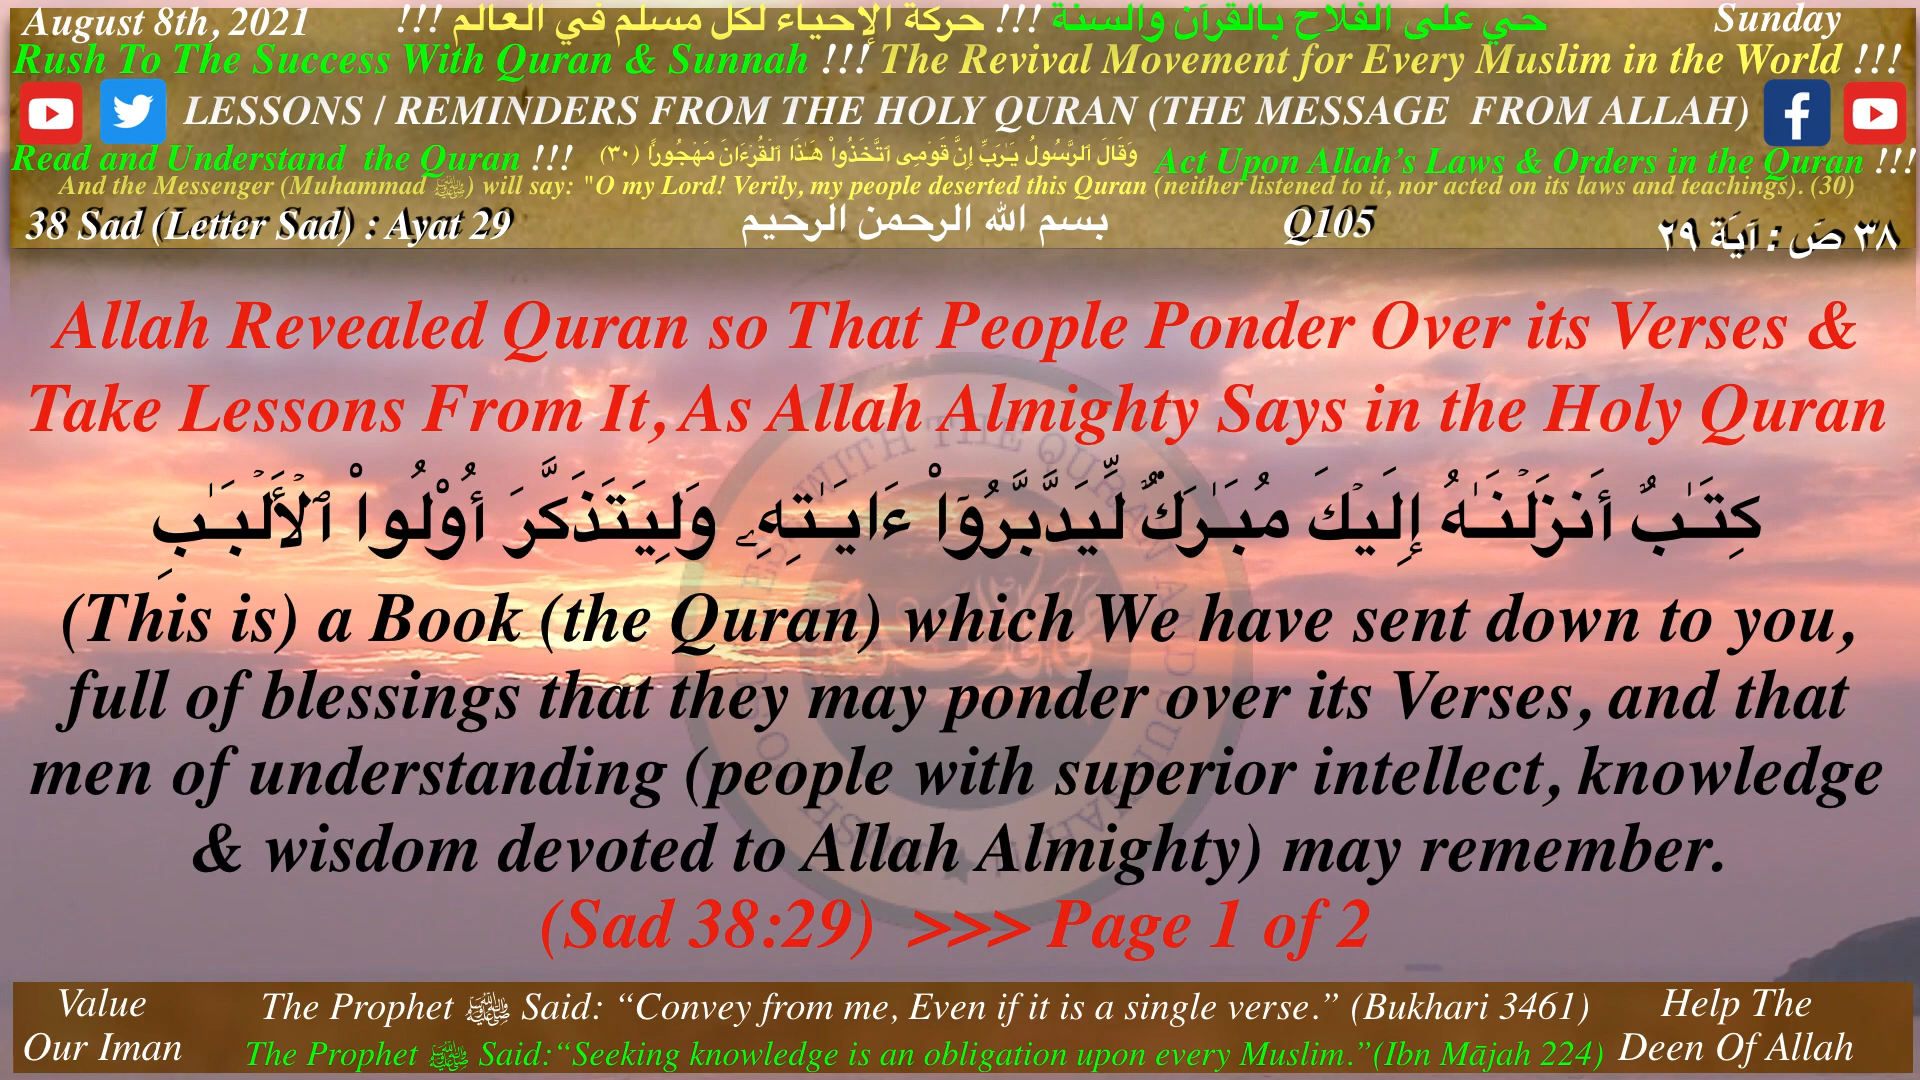 August 8th, 2021 !!! حركة الإحياء لكل مسلم في العالم !!! حي على الفلاح بالقرآن والسنة Sunday
Rush To The Success With Quran & Sunnah !!! The Revival Movement for Every Muslim in the World !!!
LESSONS / REMINDERS FROM THE HOLY QURAN (THE MESSAGE FROM ALLAH)
Read and Understand the Quran !!! وَقَالَ ٱلرَّسُولُ يَـٰرَبِّ إِنَّ قَوْمِى ٱتَّخَذُوا۟ هَـٰذَا ٱلْقُرْءَانَ مَهْجُورًا (٣٠) Act Upon Allah's Laws & Orders in the Quran !!!
And the Messenger (Muhammad ﷺ) will say: "O my Lord! Verily, my people deserted this Quran (neither listened to it, nor acted on its laws and teachings). (30)
38 Sad (Letter Sad) : Ayat 29 بسم الله الرحمن الرحيم Q105 ٣٨ صَ : آيَة ٢٩
Allah Revealed Quran so That People Ponder Over its Verses &
Take Lessons From It, As Allah Almighty Says in the Holy Quran
كِتَـٰبٌ أَنزَلْنَـٰهُ إِلَيْكَ مُبَـٰرَكٌ لِّيَدَّبَّرُوٓا۟ ءَايَـٰتِهِۦ وَلِيَتَذَكَّرَ أُو۟لُوا۟ ٱلْأَلْبَـٰبِ
(This is) a Book (the Quran) which We have sent down to you,
full of blessings that they may ponder over its Verses, and that
men of understanding (people with superior intellect, knowledge
& wisdom devoted to Allah Almighty) may remember.
(Sad 38:29) >>> Page 1 of 2
Value
Our Iman
The Prophet ﷺ Said: “Convey from me, Even if it is a single verse.” (Bukhari 3461)
The Prophet ﷺ Said:“Seeking knowledge is an obligation upon every Muslim.”(Ibn Mājah 224)
Help The
Deen Of Allah